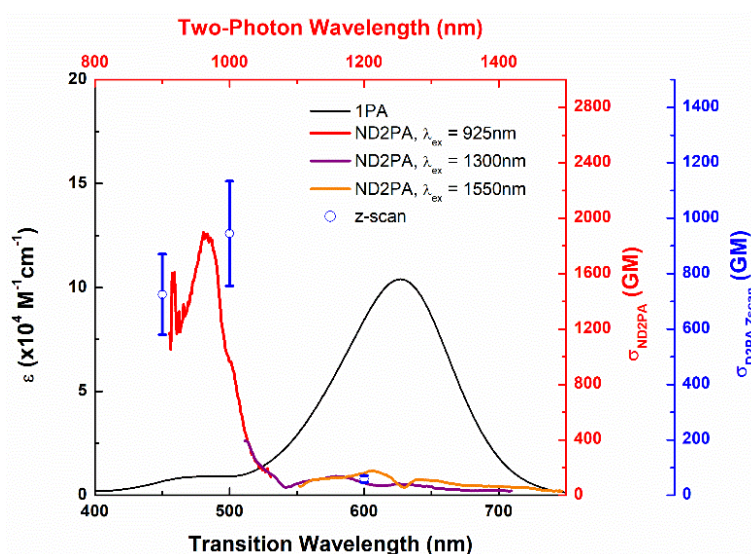 Two-Photon Wavelength (nm)
800 1000 1200 1400
20
15
10
5
0
ε (x10⁴ M⁻¹cm⁻¹)
1PA
ND2PA, λex = 925nm
ND2PA, λex = 1300nm
ND2PA, λex = 1550nm
z-scan
2800
2400
2000
1600
1200
800
400
0
σND2PA (GM)
1400
1200
1000
800
600
400
200
0
σD2PA,Zscan (GM)
400 500 600 700
Transition Wavelength (nm)